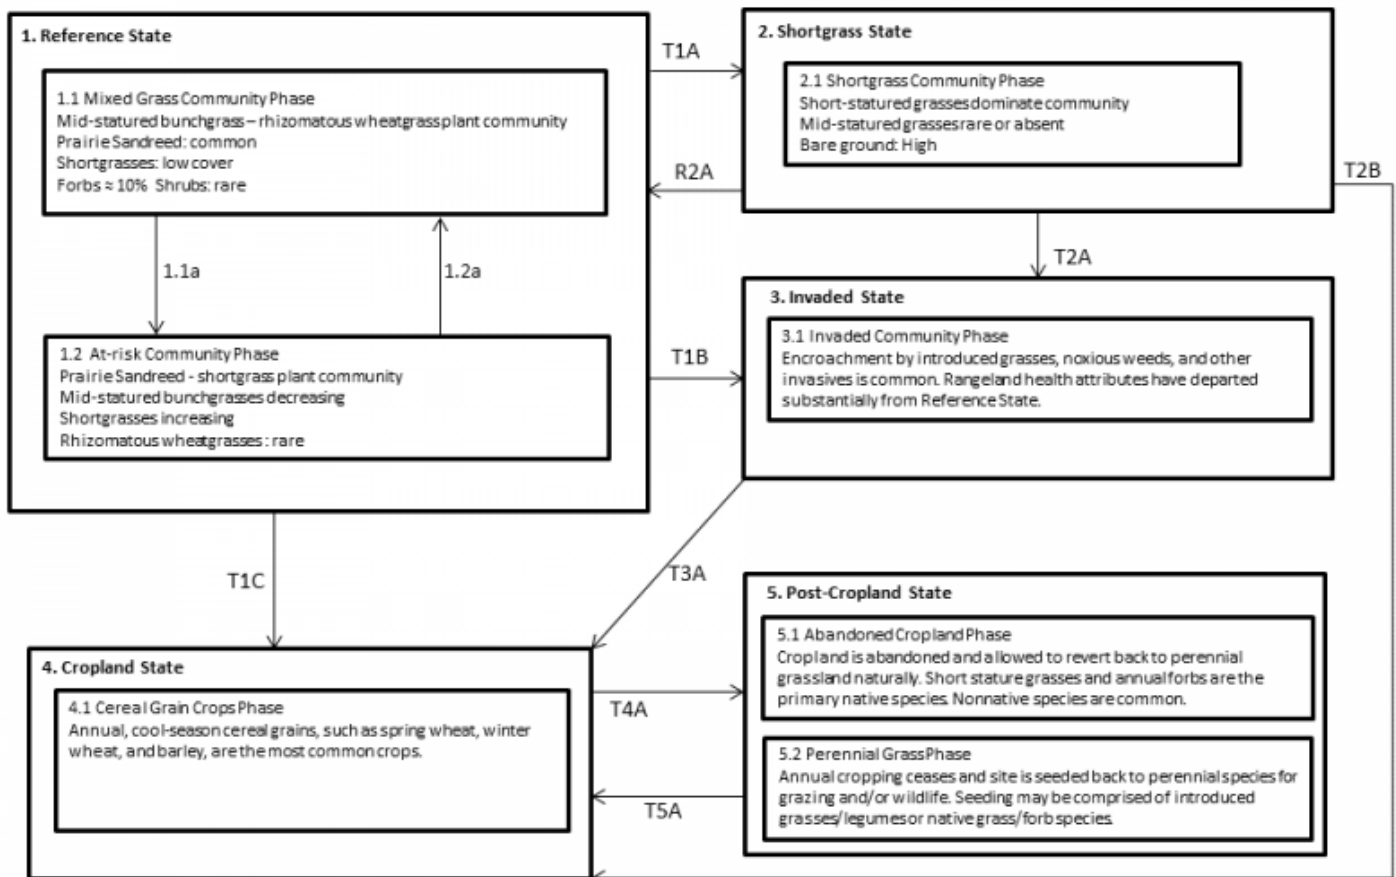 1. Reference State
1.1 Mixed Grass Community Phase
Mid-statured bunchgrass – rhizomatous wheatgrass plant community
Prairie Sandreed: common
Shortgrasses: low cover
Forbs ≈ 10% Shrubs: rare
1.1a
1.2a
1.2 At-risk Community Phase
Prairie Sandreed - shortgrass plant community
Mid-statured bunchgrasses decreasing
Shortgrasses increasing
Rhizomatous wheatgrasses : rare
T1A
R2A
T1B
T1C
2. Shortgrass State
2.1 Shortgrass Community Phase
Short-statured grasses dominate community
Mid-statured grasses rare or absent
Bare ground: High
T2B
T2A
3. Invaded State
3.1 Invaded Community Phase
Encroachment by introduced grasses, noxious weeds, and other
invasives is common. Rangeland health attributes have departed
substantially from Reference State.
T3A
4. Cropland State
4.1 Cereal Grain Crops Phase
Annual, cool-season cereal grains, such as spring wheat, winter
wheat, and barley, are the most common crops.
T4A
T5A
5. Post-Cropland State
5.1 Abandoned Cropland Phase
Cropland is abandoned and allowed to revert back to perennial
grassland naturally. Short stature grasses and annual forbs are the
primary native species. Nonnative species are common.
5.2 Perennial Grass Phase
Annual cropping ceases and site is seeded back to perennial species for
grazing and/or wildlife. Seeding may be comprised of introduced
grasses/legumes or native grass/forb species.